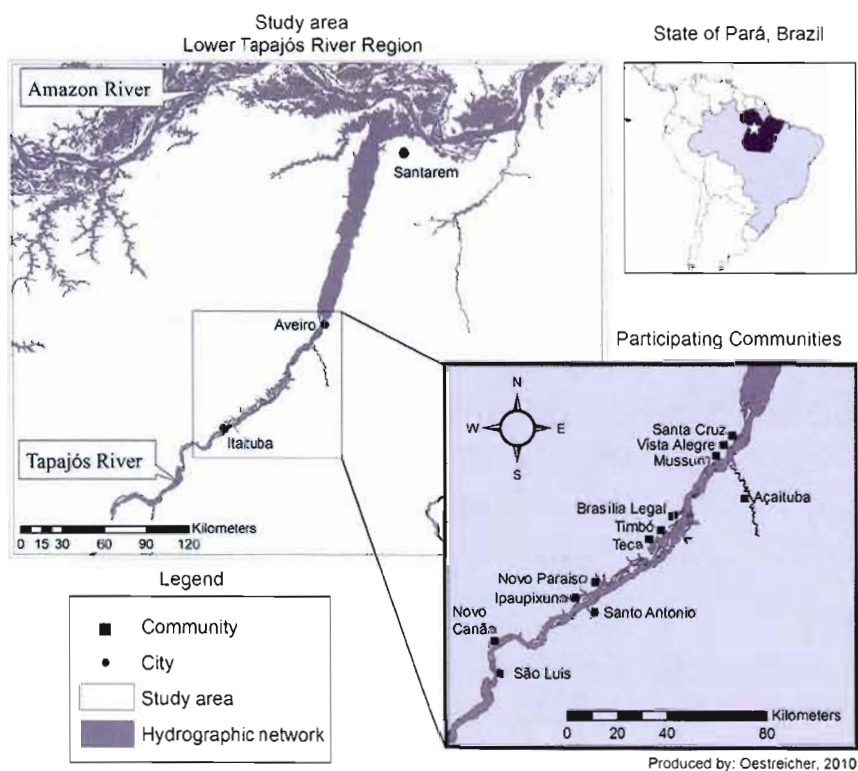 Study area
Lower Tapajós River Region
State of Pará, Brazil
Amazon River
Santarem
Aveiro
Itaituba
Tapajós River
Kilometers
0 15 30 60 90 120
Participating Communities
N
W E
S
Santa Cruz
Vista Alegre
Mussum
Açaituba
Brasília Legal
Timbó
Teca
Novo Paraiso
Ipaupixuna
Santo Antonio
Novo
Canãa
São Luis
Kilometers
0 20 40 80
Legend
Community
City
Study area
Hydrographic network
Produced by: Oestreicher, 2010